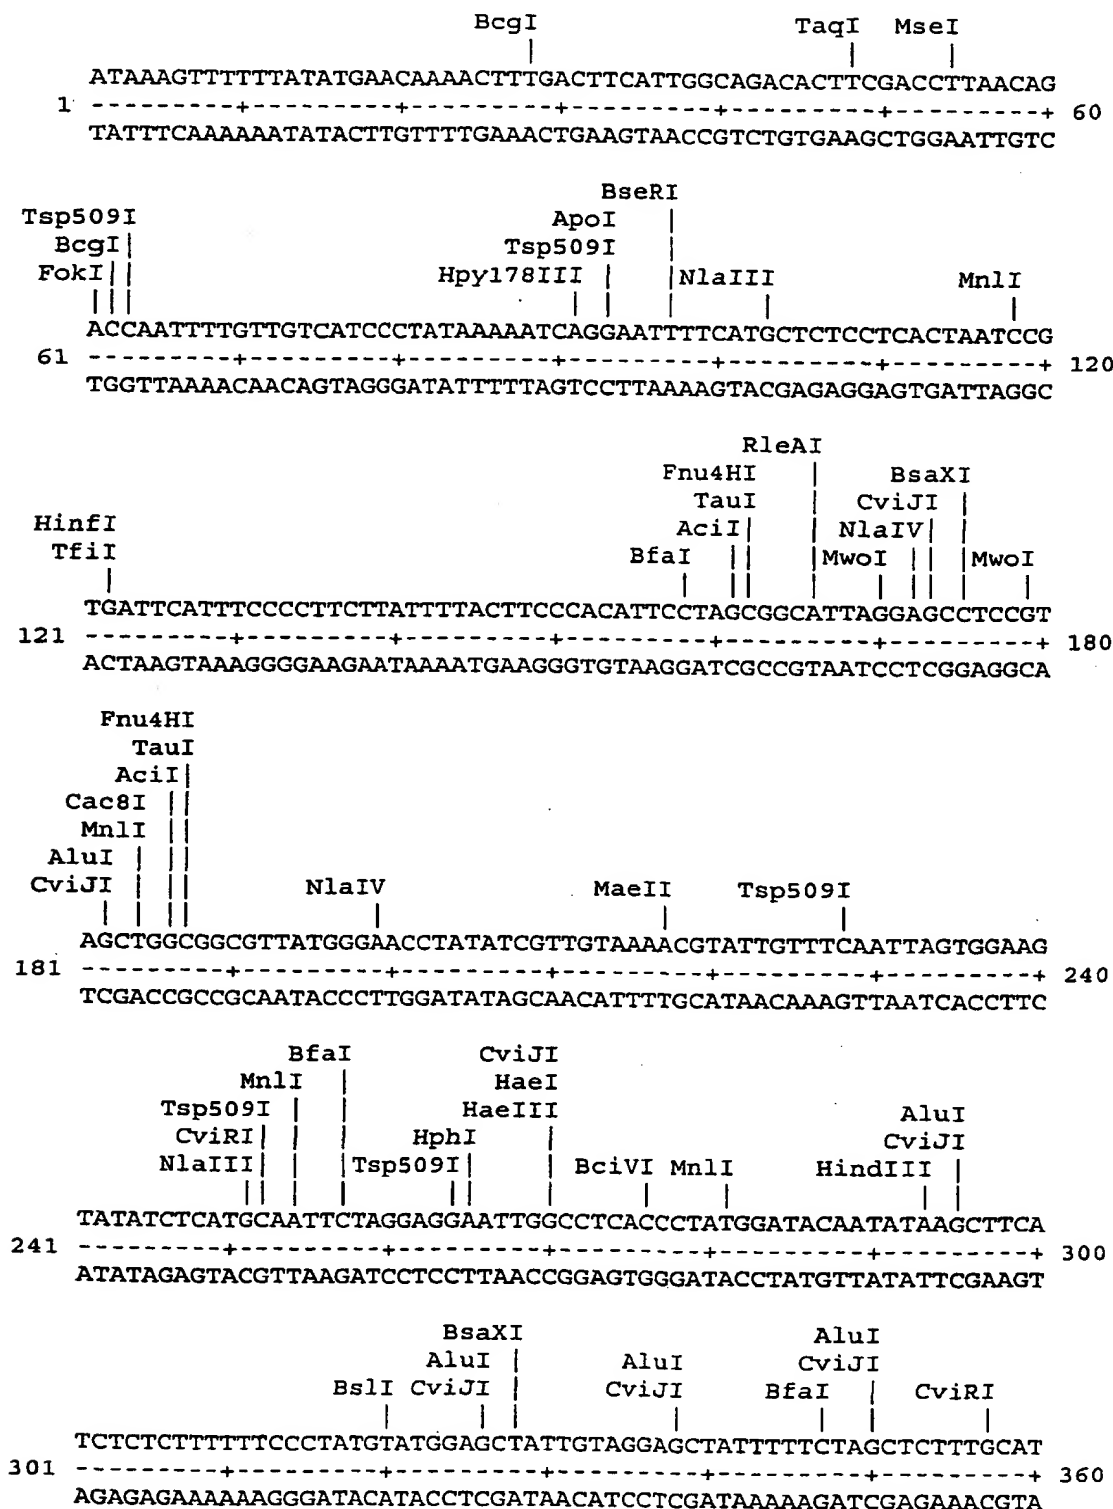 BcgI TaqI MseI
ATAAAGTTTTTTATATGAACAAAACTTTGACTTCATTGGCAGACACTTCGACCTTAACAG
1 ---------+---------+---------+---------+---------+---------+ 60
TATTTCAAAAAATATACTTGTTTTGAAACTGAAGTAACCGTCTGTGAAGCTGGAATTGTC
BseRI
Tsp509I ApoI
BcgI Tsp509I
FokI Hpy178III NlaIII MnlI
ACCAATTTTGTTGTCATCCCTATAAAAATCAGGAATTTTCATGCTCTCCTCACTAATCCG
61 ---------+---------+---------+---------+---------+---------+ 120
TGGTTAAAACAACAGTAGGGATATTTTTAGTCCTTAAAAGTACGAGAGGAGTGATTAGGC
RleAI
Fnu4HI BsaXI
TauI CviJI
HinfI AciI NlaIV
TfiI BfaI MwoI MwoI
TGATTCATTTCCCCTTCTTATTTTACTTCCCACATTCCTAGCGGCATTAGGAGCCTCCGT
121 ---------+---------+---------+---------+---------+---------+ 180
ACTAAGTAAAGGGGAAGAATAAAATGAAGGGTGTAAGGATCGCCGTAATCCTCGGAGGCA
Fnu4HI
TauI
AciI
Cac8I
MnlI
AluI
CviJI NlaIV MaeII Tsp509I
AGCTGGCGGCGTTATGGGAACCTATATCGTTGTAAAACGTATTGTTTCAATTAGTGGAAG
181 ---------+---------+---------+---------+---------+---------+ 240
TCGACCGCCGCAATACCCTTGGATATAGCAACATTTTGCATAACAAAGTTAATCACCTTC
BfaI CviJI
MnlI HaeI
Tsp509I HaeIII AluI
CviRI HphI CviJI
NlaIII Tsp509I BciVI MnlI HindIII
TATATCTCATGCAATTCTAGGAGGAATTGGCCTCACCCTATGGATACAATATAAGCTTCA
241 ---------+---------+---------+---------+---------+---------+ 300
ATATAGAGTACGTTAAGATCCTCCTTAACCGGAGTGGGATACCTATGTTATATTCGAAGT
BsaXI AluI
AluI AluI CviJI
BslI CviJI CviJI BfaI CviRI
TCTCTCTTTTTTCCCTATGTATGGAGCTATTGTAGGAGCTATTTTTCTAGCTCTTTGCAT
301 ---------+---------+---------+---------+---------+---------+ 360
AGAGAGAAAAAAGGGATACATACCTCGATAACATCCTCGATAAAAAGATCGAGAAACGTA